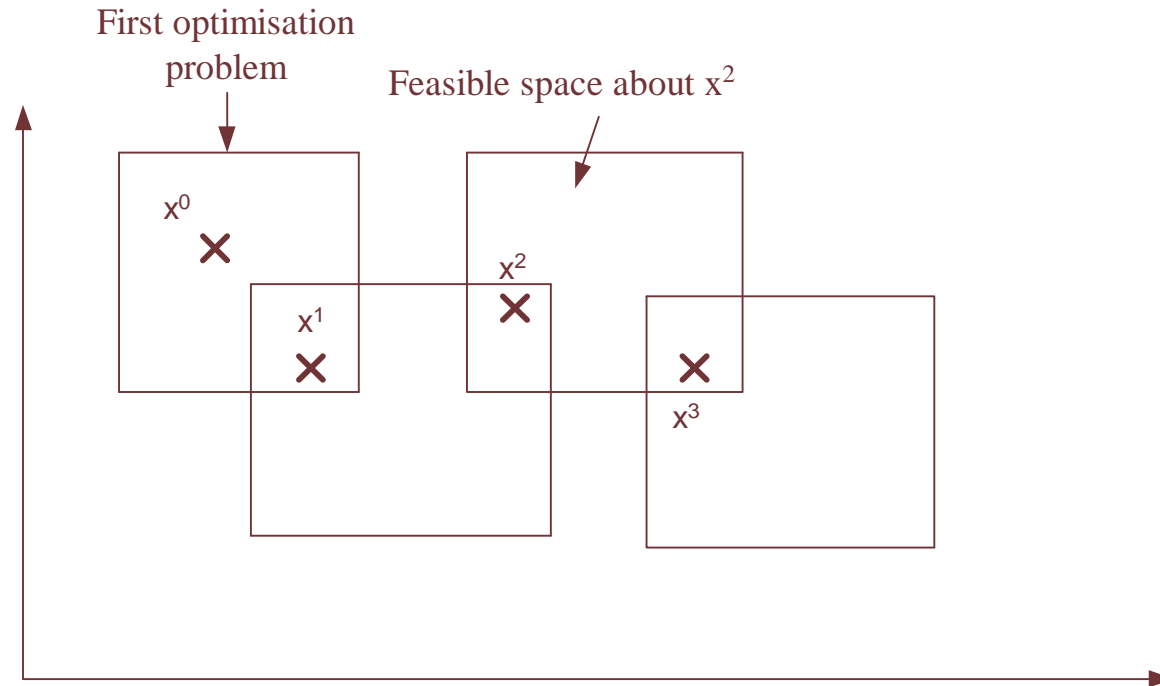 First optimisation
problem
Feasible space about x²
x⁰
x²
x¹
x³